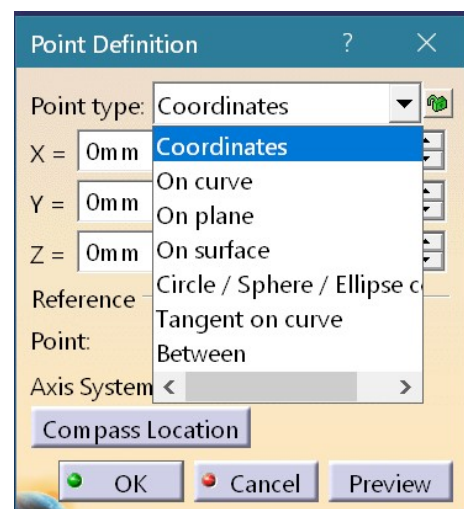 Point Definition ? ×
Point type: Coordinates
Coordinates
X = 0mm
On curve
Y = 0mm
On plane
Z = 0mm
On surface
Circle / Sphere / Ellipse
Reference
Tangent on curve
Point:
Between
Axis System
< >
Compass Location
OK Cancel Preview